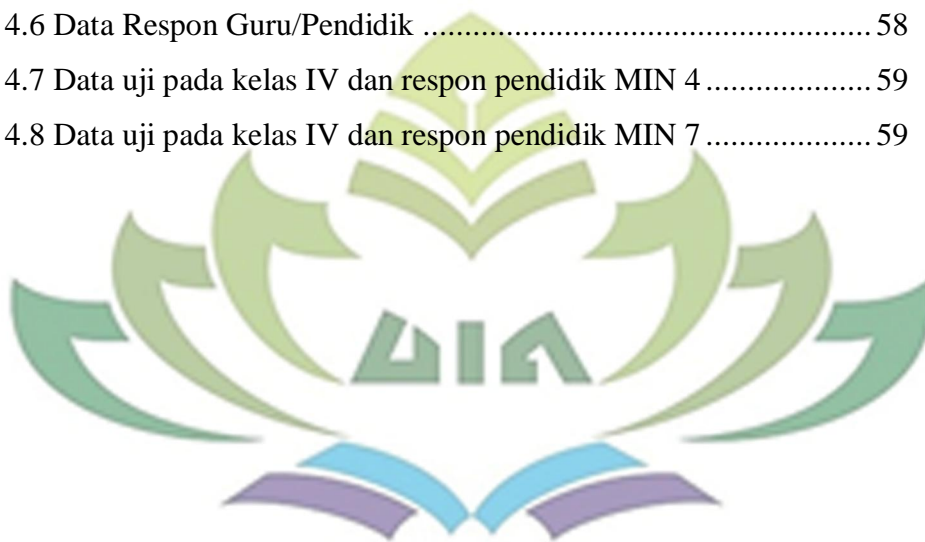 4.6 Data Respon Guru/Pendidik ........................................................ 58
4.7 Data uji pada kelas IV dan respon pendidik MIN 4 ................... 59
4.8 Data uji pada kelas IV dan respon pendidik MIN 7 ................... 59
UIN